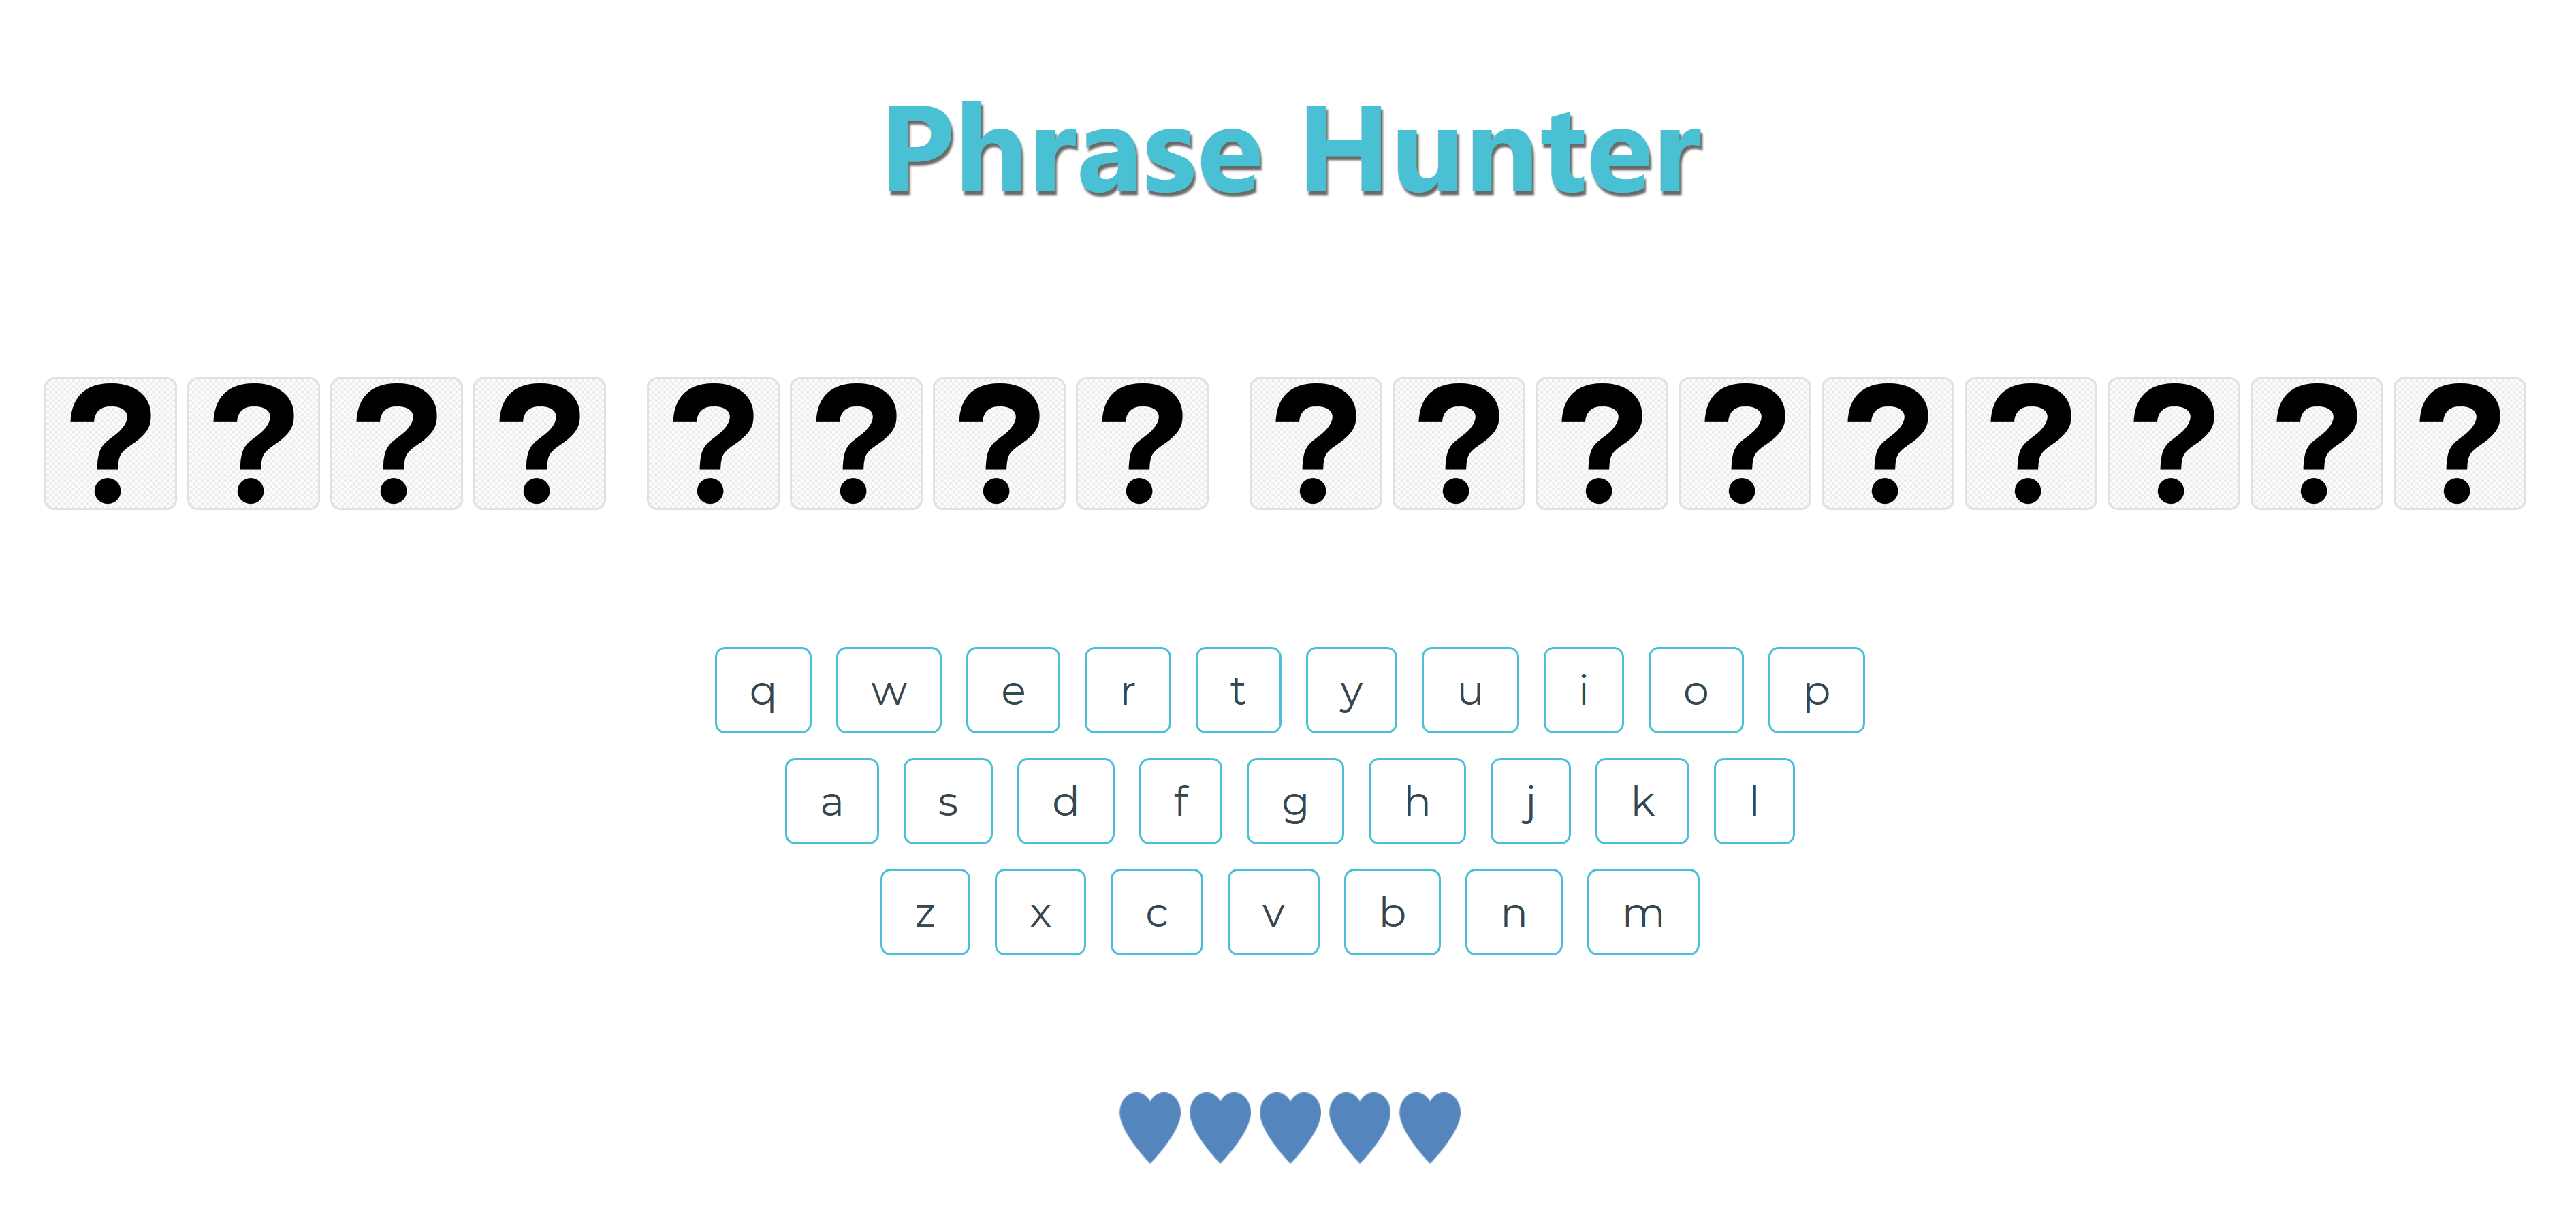 Phrase Hunter
? ? ? ? ? ? ? ? ? ? ? ? ? ? ? ? ?
q w e r t y u i o p
a s d f g h j k l
z x c v b n m